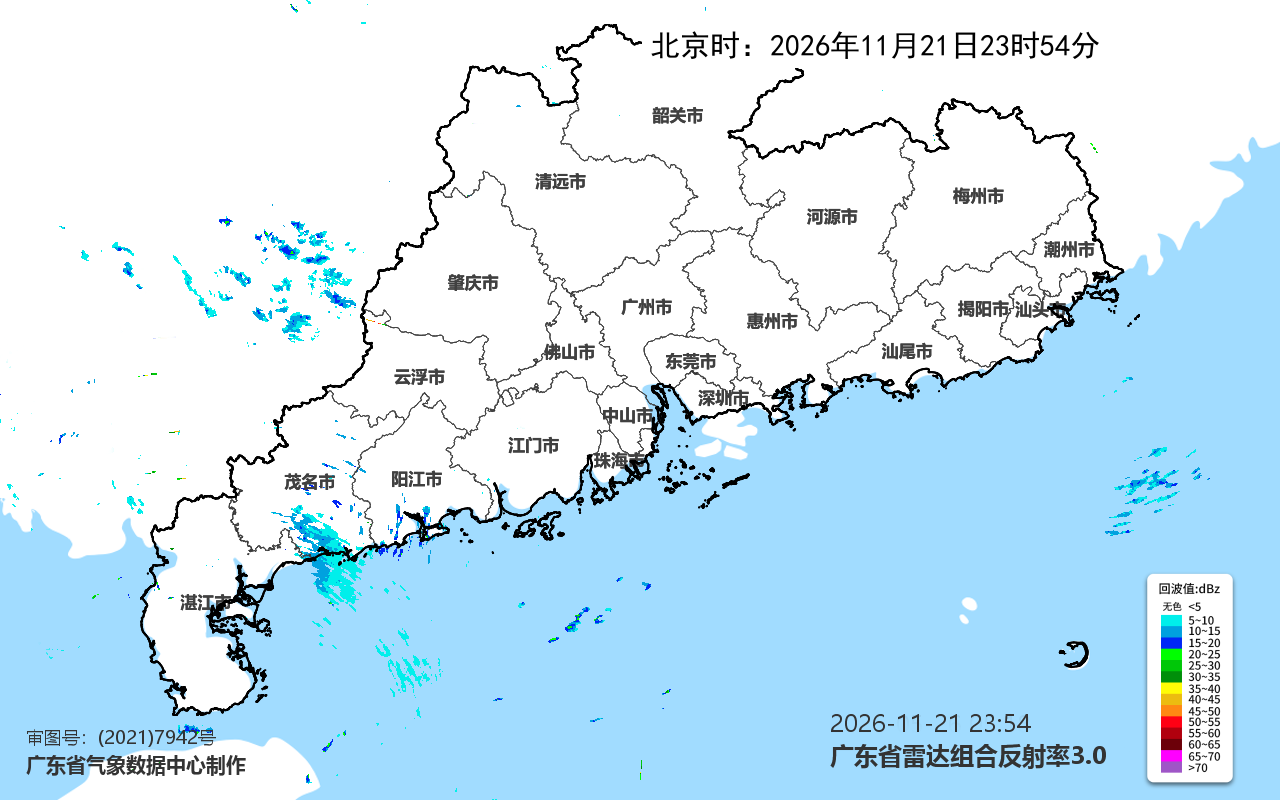 北京时：2026年11月21日23时54分
韶关市
清远市
梅州市
河源市
潮州市
肇庆市
广州市
揭阳市
汕头市
惠州市
佛山市
汕尾市
东莞市
云浮市
深圳市
中山市
江门市
珠海市
茂名市
阳江市
湛江市
回波值:dBz
无色 <5
5~10
10~15
15~20
20~25
25~30
30~35
35~40
40~45
45~50
50~55
55~60
60~65
65~70
>70
2026-11-21 23:54
广东省雷达组合反射率3.0
审图号：(2021)7942号
广东省气象数据中心制作